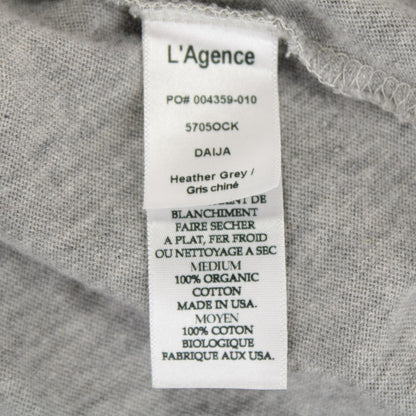 L'Agence
PO# 004359-010
5705OCK
DAIJA
Heather Grey /
Gris chiné
DE
BLANCHIMENT
FAIRE SECHER
A PLAT, FER FROID
OU NETTOYAGE A SEC
MEDIUM
100% ORGANIC
COTTON
MADE IN USA.
MOYEN
100% COTON
BIOLOGIQUE
FABRIQUE AUX USA.